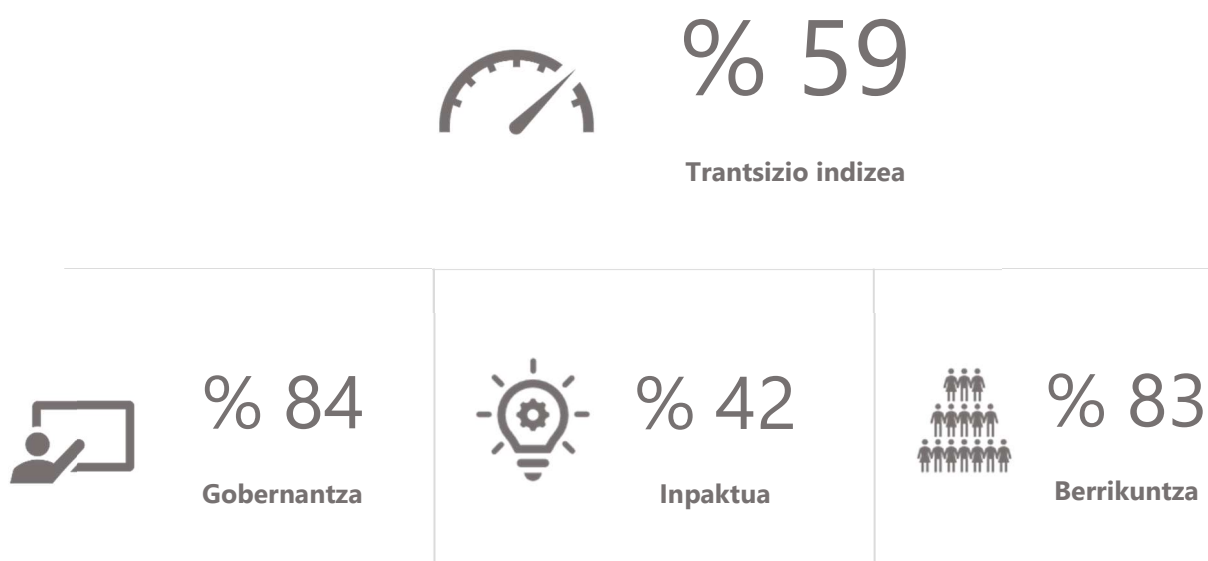 % 59
Trantsizio indizea
% 84
Gobernantza
% 42
Inpaktua
% 83
Berrikuntza